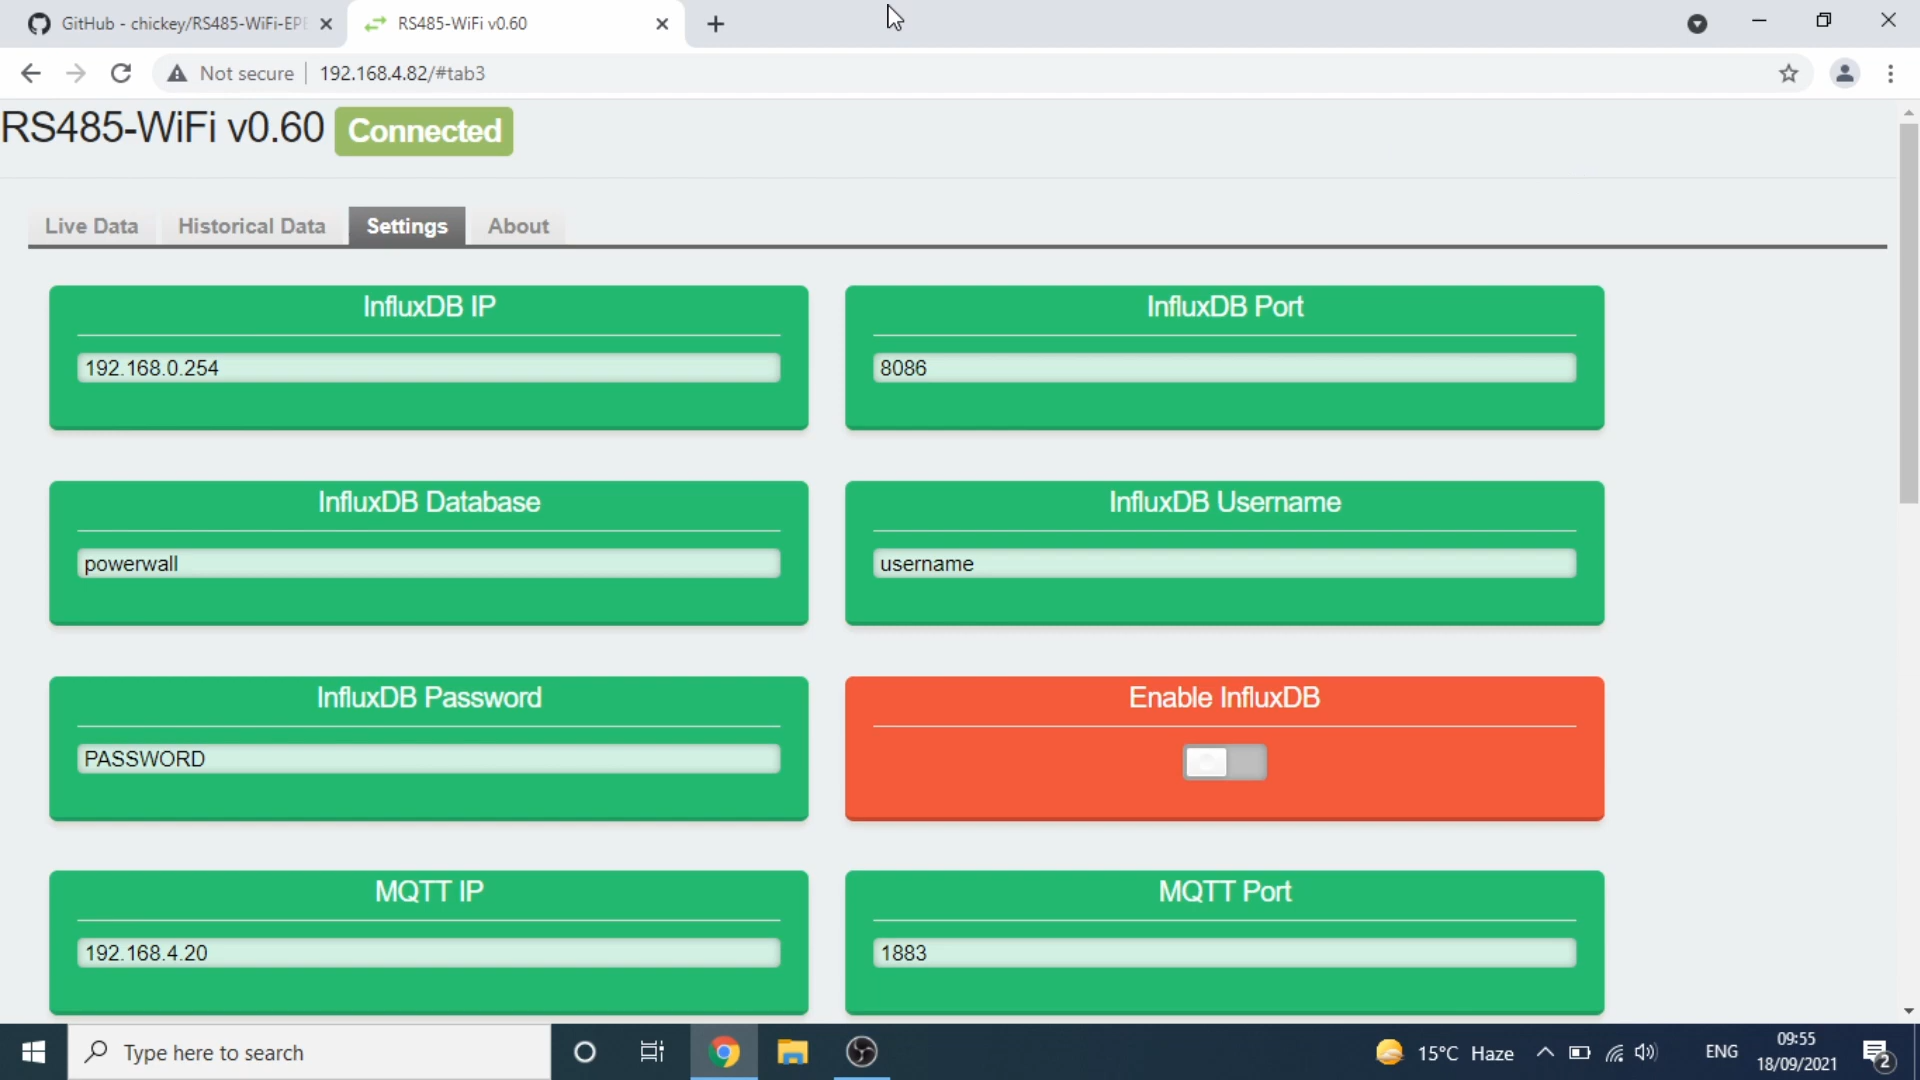 GitHub - chickey/RS485-WiFi-EPE
RS485-WiFi v0.60
Not secure
192.168.4.82/#tab3
RS485-WiFi v0.60 Connected
Live Data
Historical Data
Settings
About
InfluxDB IP
InfluxDB Port
192.168.0.254
8086
InfluxDB Database
InfluxDB Username
powerwall
username
InfluxDB Password
Enable InfluxDB
PASSWORD
MQTT IP
MQTT Port
192.168.4.20
1883
Type here to search
15°C Haze
ENG
09:55
18/09/2021
2